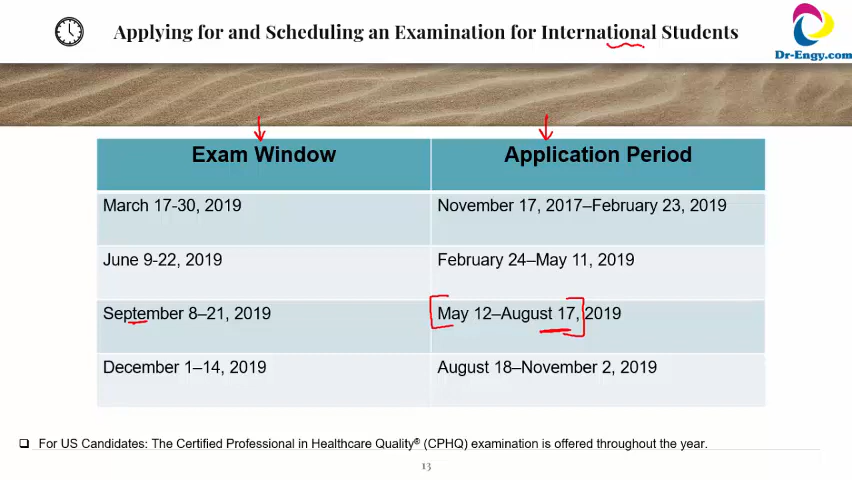 Applying for and Scheduling an Examination for International Students
Dr-Engy.com
Exam Window Application Period
March 17-30, 2019 November 17, 2017–February 23, 2019
June 9-22, 2019 February 24–May 11, 2019
September 8–21, 2019 May 12–August 17, 2019
December 1–14, 2019 August 18–November 2, 2019
❑ For US Candidates: The Certified Professional in Healthcare Quality® (CPHQ) examination is offered throughout the year.
13